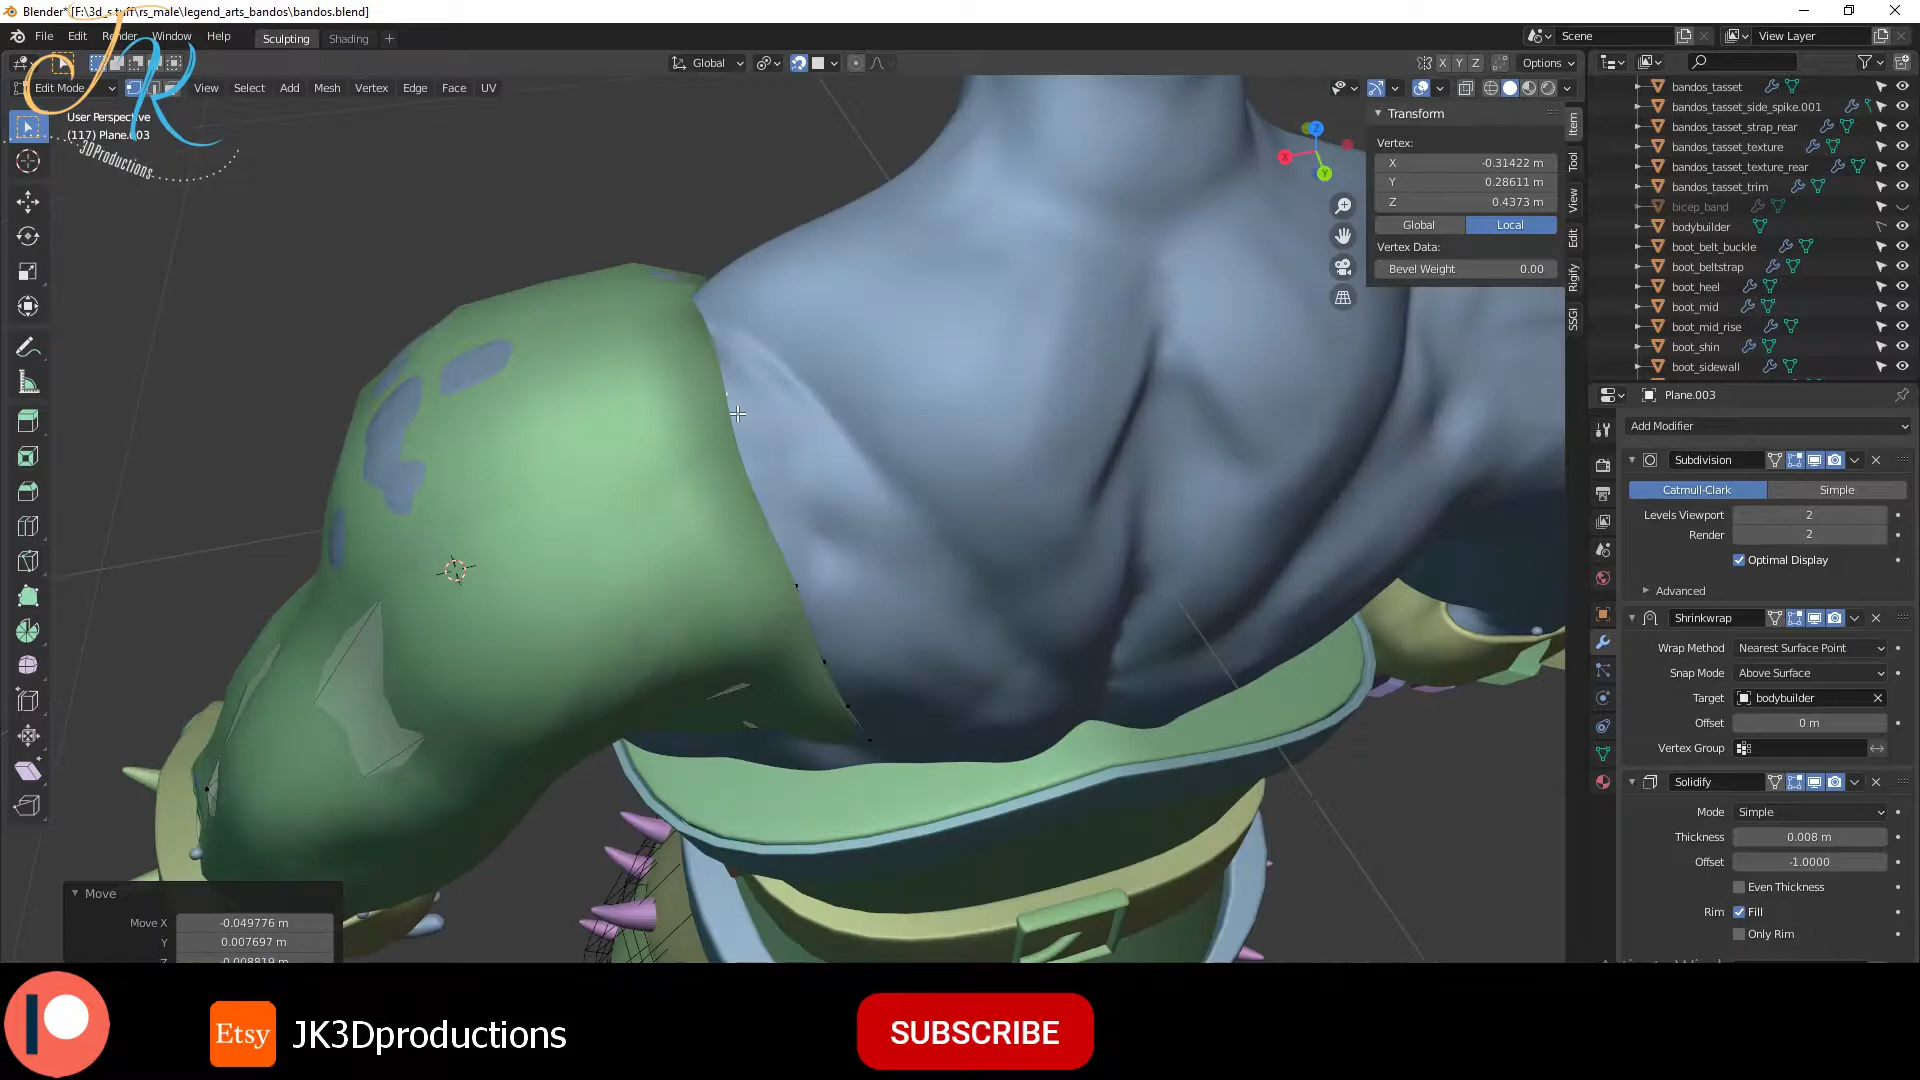 Blender* [F:\3d_stuff\rs_male\legend_arts_bandos\bandos.blend]
File Edit Render Window Help Sculpting Shading + Scene View Layer
Global X Y Z Options
Edit Mode View Select Add Mesh Vertex Edge Face UV
User Perspective
(117) Plane.003
JR
3DProductions
Transform
Vertex:
X -0.31422 m
Y 0.28611 m
Z 0.4373 m
Global Local
Vertex Data:
Bevel Weight 0.00
Item
Tool
View
Edit
Rigify
SSGI
Z
X
Y
bandos_tasset
bandos_tasset_side_spike.001
bandos_tasset_strap_rear
bandos_tasset_texture
bandos_tasset_texture_rear
bandos_tasset_trim
bicep_band
bodybuilder
boot_belt_buckle
boot_beltstrap
boot_heel
boot_mid
boot_mid_rise
boot_shin
boot_sidewall
Plane.003
Add Modifier
Subdivision
Catmull-Clark Simple
Levels Viewport 2
Render 2
Optimal Display
Advanced
Shrinkwrap
Wrap Method Nearest Surface Point
Snap Mode Above Surface
Target bodybuilder
Offset 0 m
Vertex Group
Solidify
Mode Simple
Thickness 0.008 m
Offset -1.0000
Even Thickness
Rim Fill
Only Rim
Move
Move X -0.049776 m
Y 0.007697 m
Z -0.008819 m
Etsy JK3Dproductions
SUBSCRIBE